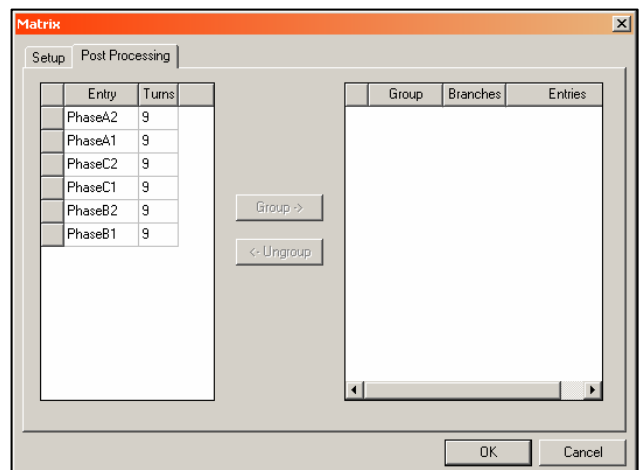 Matrix
Setup Post Processing
Entry Turns
Group Branches Entries
PhaseA2 9
PhaseA1 9
PhaseC2 9
PhaseC1 9
PhaseB2 9
PhaseB1 9
Group ->
<- Ungroup
OK Cancel